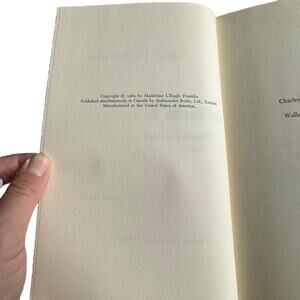 Copyright © 1962 by Madeleine L'Engle Franklin
Published simultaneously in Canada by Ambassador Books, Ltd., Toronto
Manufactured in the United States of America.
Charles
Walla